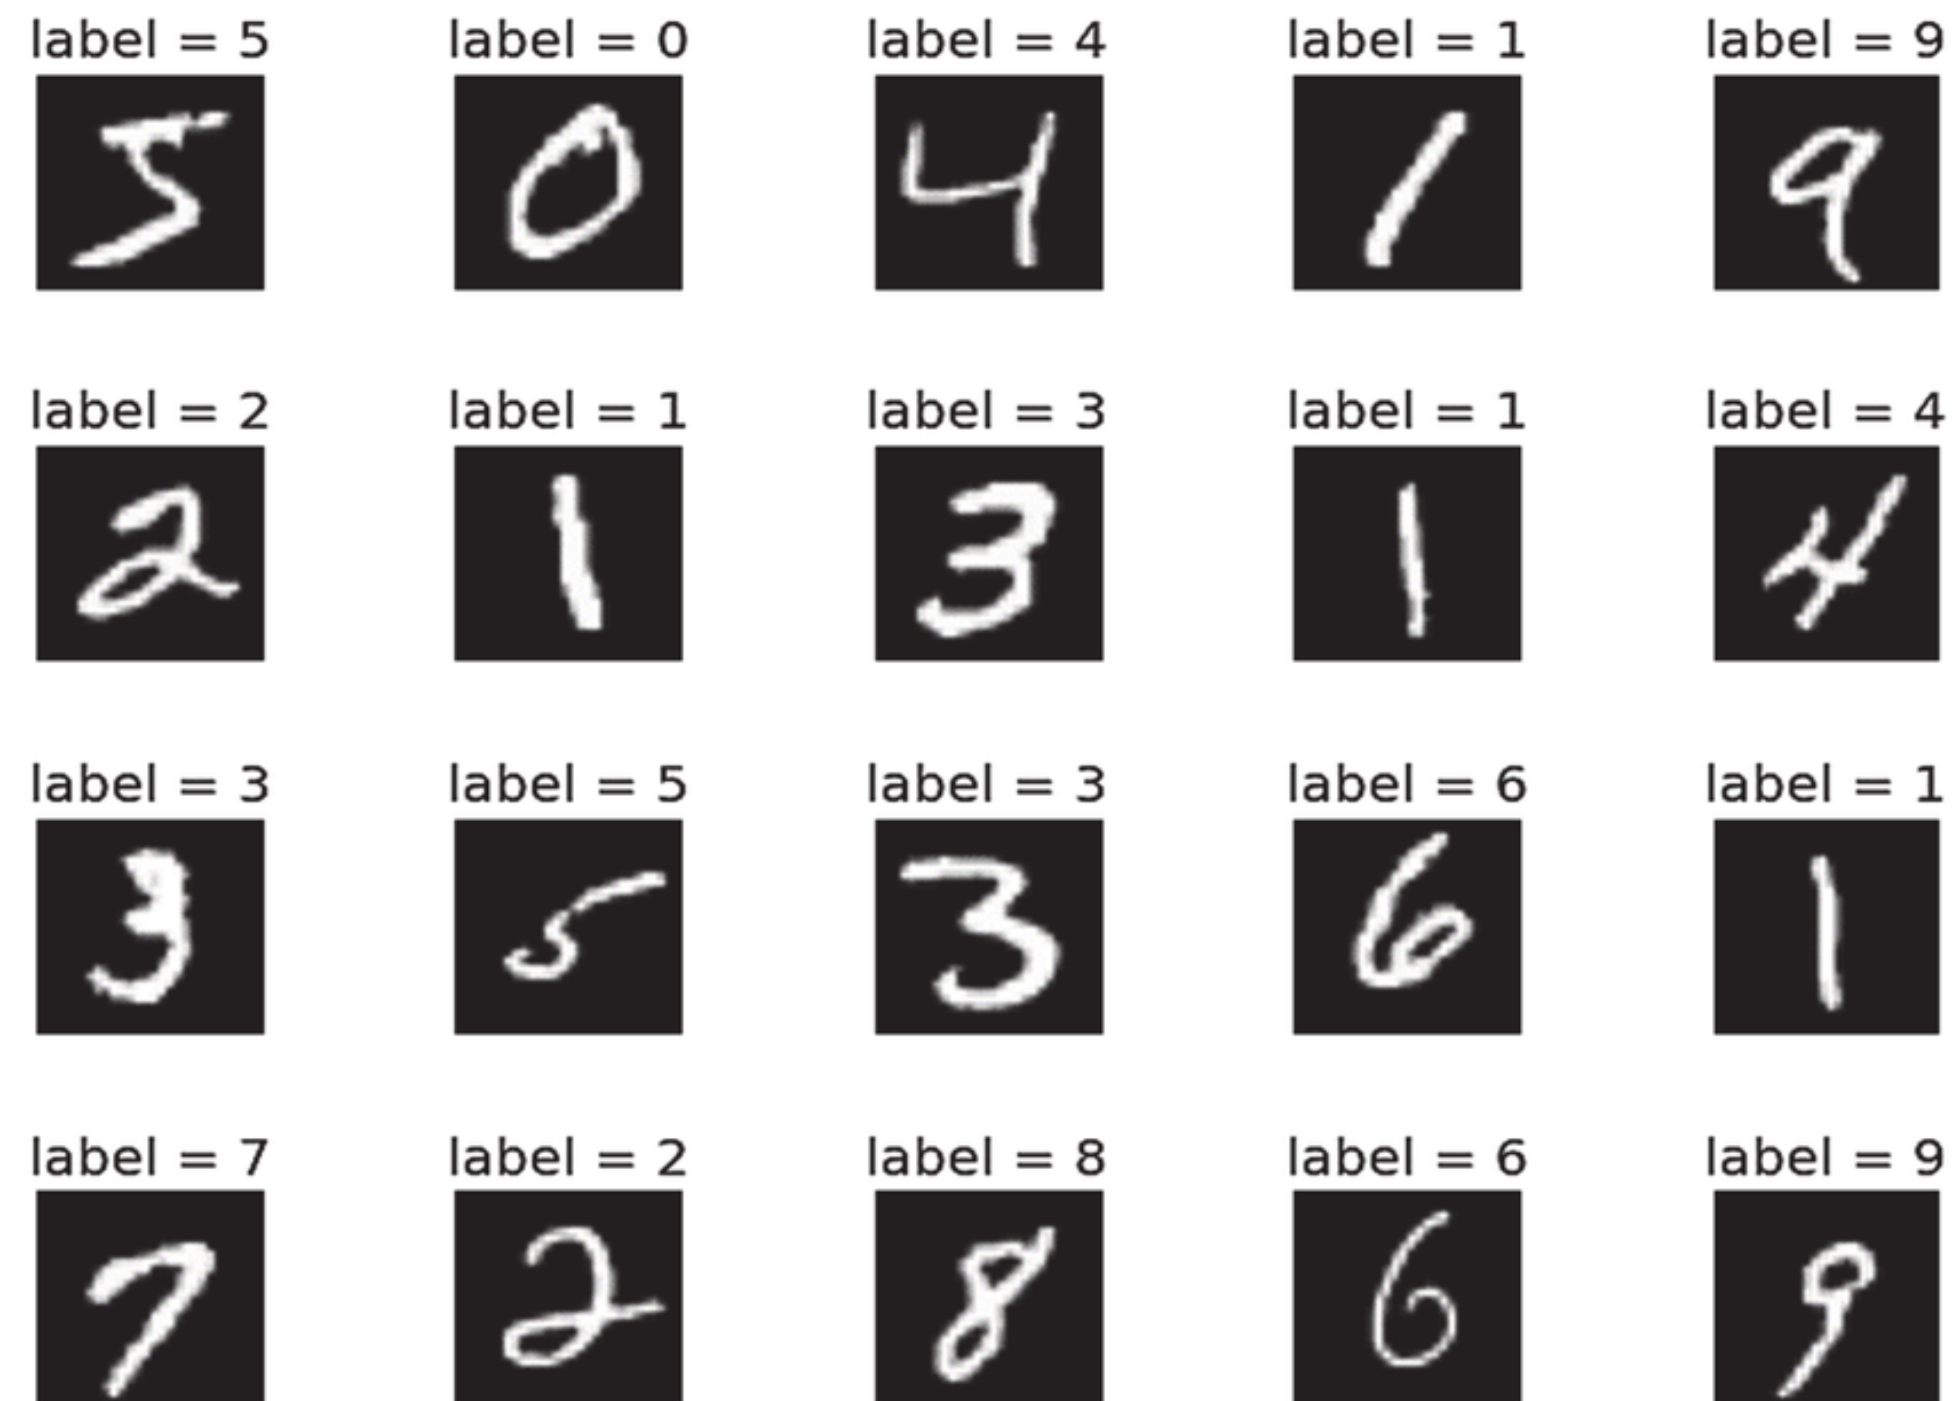 label = 5 label = 0 label = 4 label = 1 label = 9
5 0 4 1 9
label = 2 label = 1 label = 3 label = 1 label = 4
2 1 3 1 4
label = 3 label = 5 label = 3 label = 6 label = 1
3 5 3 6 1
label = 7 label = 2 label = 8 label = 6 label = 9
7 2 8 6 9